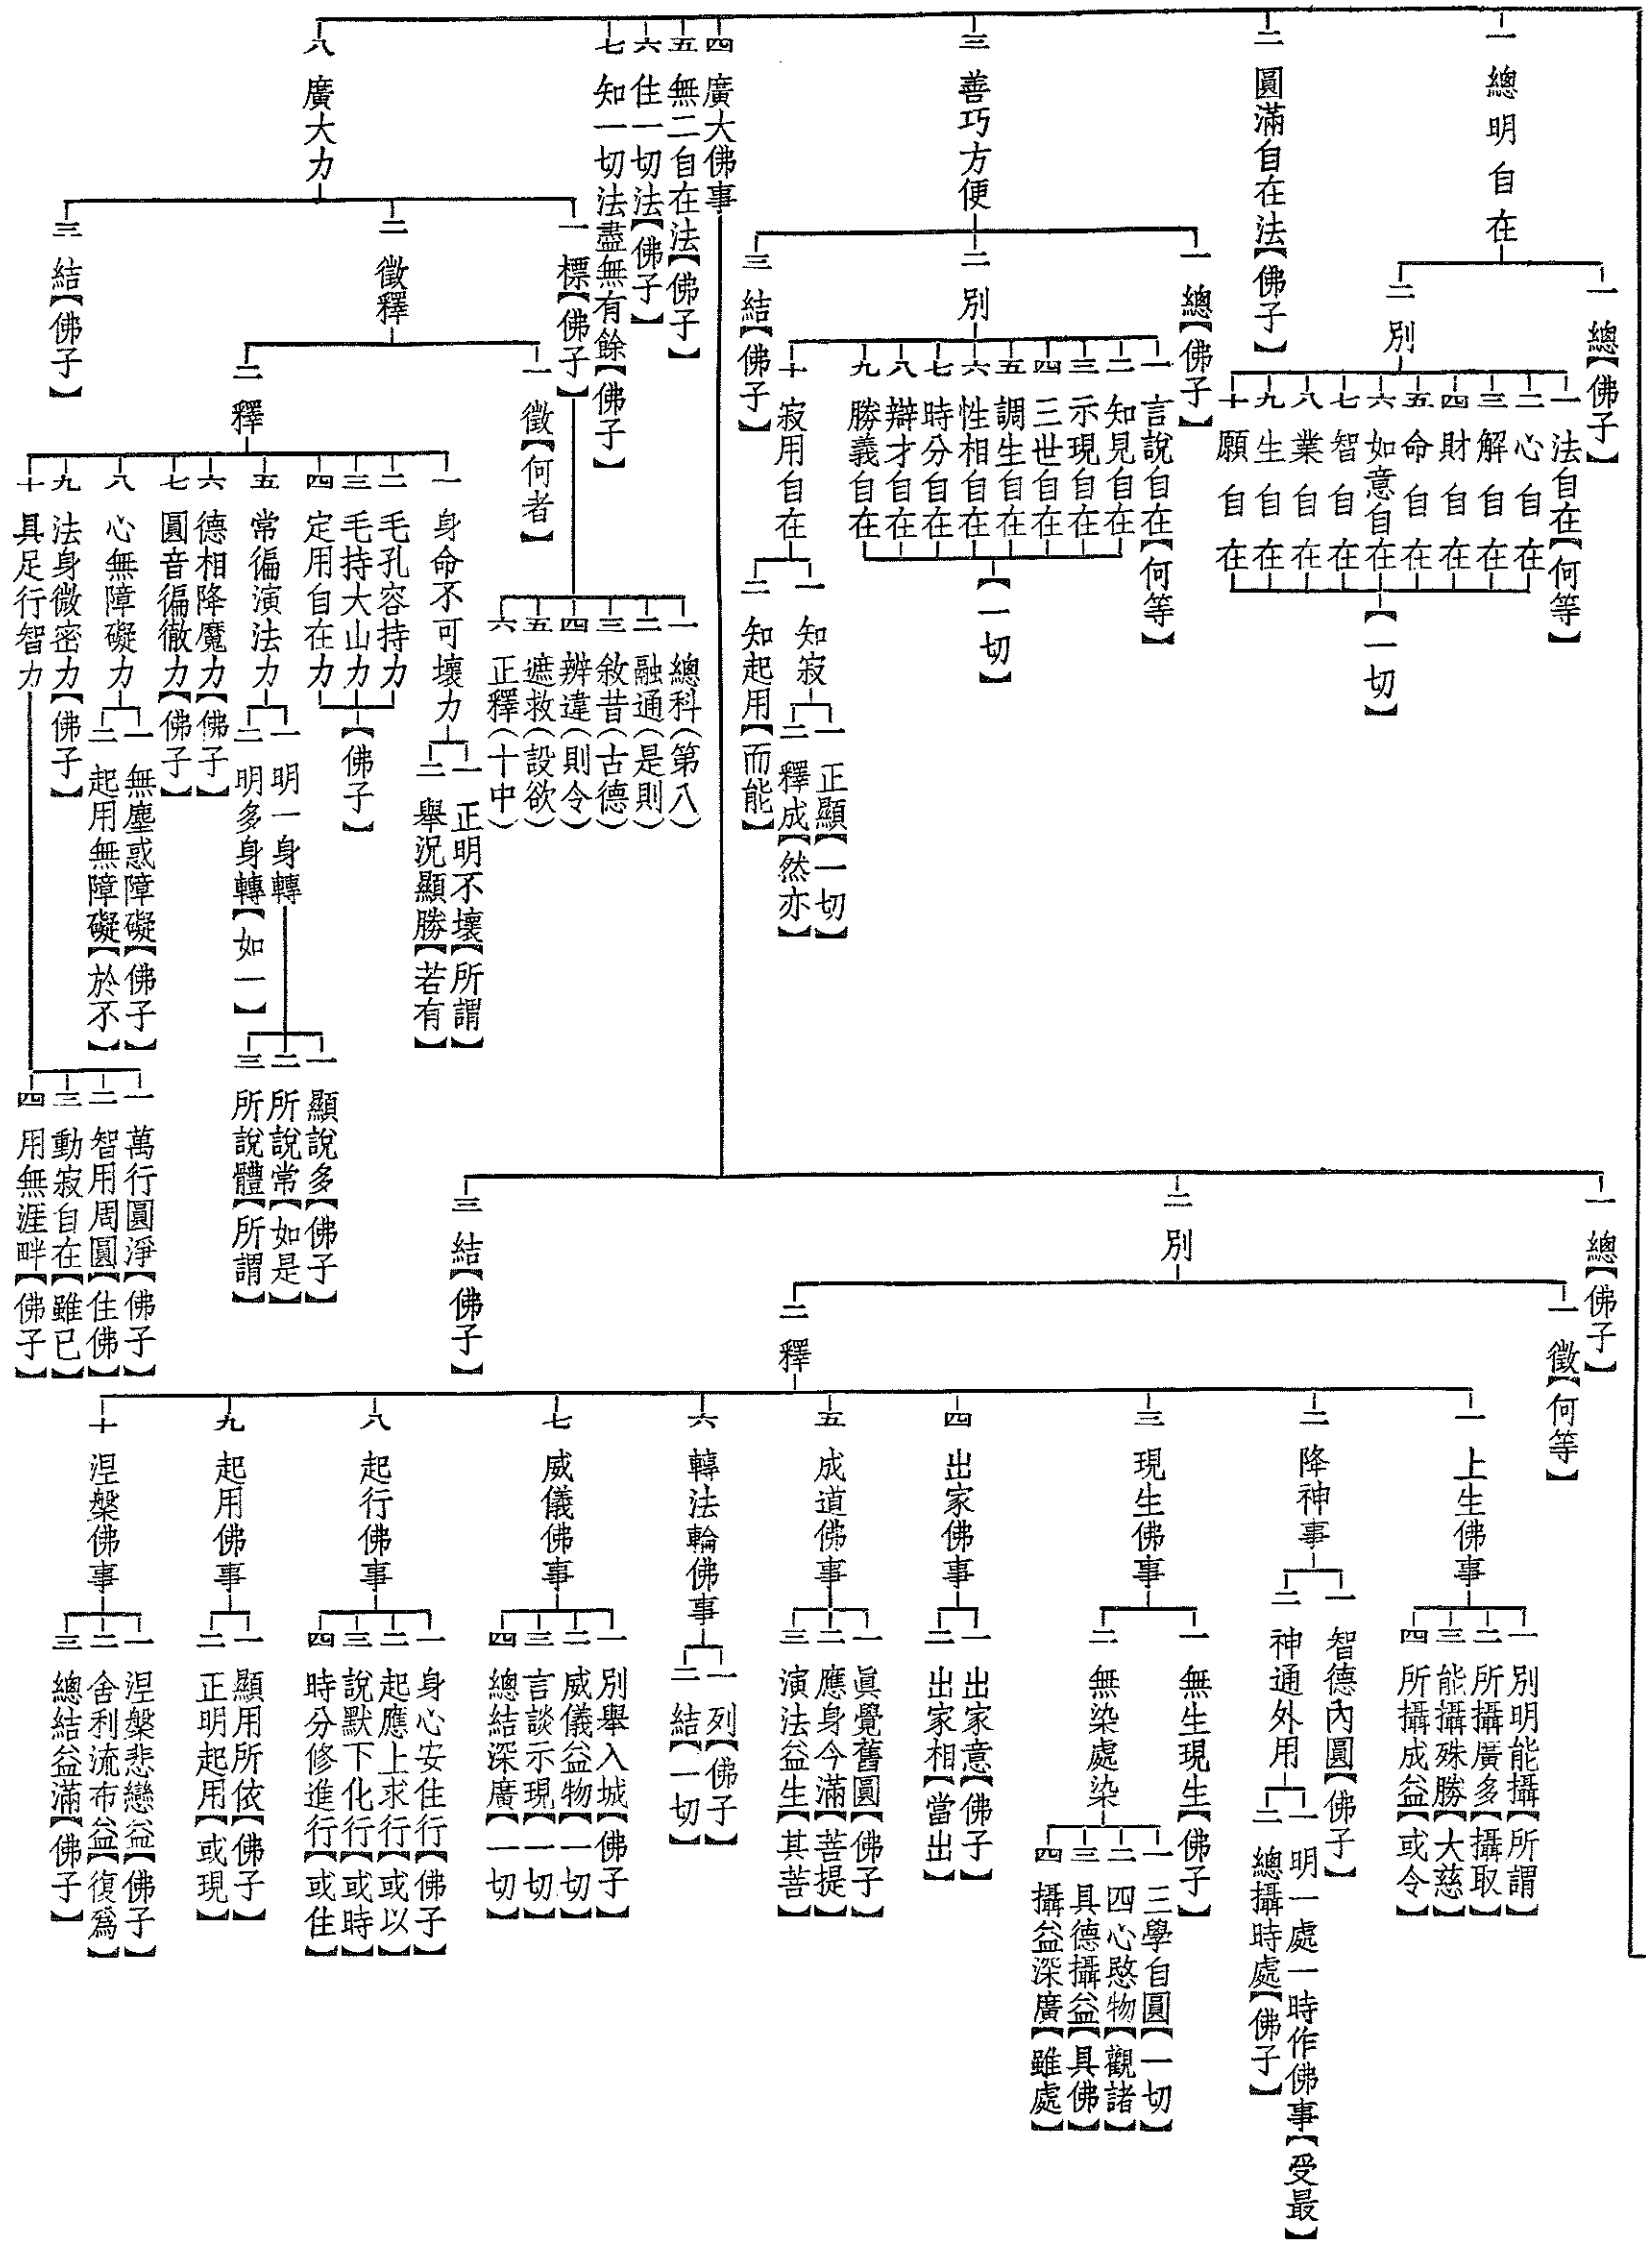 一　總明自在
一　總【佛子】
二　別
一　法自在【何等】
二　心自在
三　解自在
四　財自在
五　命自在
六　如意自在
七　智自在
八　業自在
九　生自在
十　願自在
【一切】
二　圓滿自在法【佛子】
三　善巧方便
一　總【佛子】
二　別
一　言說自在【何等】
二　知見自在
三　示現自在
四　三世自在
五　調生自在
六　性相自在
七　時分自在
八　辯才自在
九　勝義自在
【一切】
十　寂用自在
一　知寂
一　正顯【一切】
二　釋成【然亦】
二　知起用【而能】
三　結【佛子】
四　廣大佛事
一　總【佛子】
二　別
一　徵【何等】
二　釋
一　上生佛事
一　別明能攝【所謂】
二　所攝廣多【攝取】
三　能攝殊勝【大慈】
四　所攝成益【或令】
二　降神事
一　智德內圓【佛子】
二　神通外用
一　明一處一時作佛事【受最】
二　總攝時處【佛子】
三　現生佛事
一　無生現生【佛子】
二　無染處染
一　三學自圓【一切】
二　四心愍物【觀諸】
三　具德攝益【具佛】
四　攝益深廣【雖處】
四　出家佛事
一　出家意【佛子】
二　出家相【當出】
五　成道佛事
一　眞覺舊圓【佛子】
二　應身今滿【菩提】
三　演法益生【其菩】
六　轉法輪佛事
一　列【佛子】
二　結【一切】
七　威儀佛事
一　別舉入城【佛子】
二　威儀益物【一切】
三　言談示現【一切】
四　總結深廣【一切】
八　起行佛事
一　身心安住行【佛子】
二　起應上求行【或以】
三　說默下化行【或時】
四　時分修進行【或住】
九　起用佛事
一　顯用所依【佛子】
二　正明起用【或現】
十　涅槃佛事
一　涅槃悲戀益【佛子】
二　舍利流布益【復爲】
三　總結益滿【佛子】
三　結【佛子】
五　無二自在法【佛子】
六　住一切法【佛子】
七　知一切法盡無有餘【佛子】
八　廣大力
一　標【佛子】
一　總科（第八）
二　融通（是則）
三　敘昔（古德）
四　辨違（則令）
五　遮救（設欲）
六　正釋（十中）
二　徵釋
一　徵【何者】
二　釋
一　身命不可壞力
一　正明不壞【所謂】
二　舉況顯勝【若有】
二　毛孔容持力
三　毛持大山力
四　定用自在力
【佛子】
五　常徧演法力
一　明一身轉
一　顯說多【佛子】
二　所說常【如是】
三　所說體【所謂】
二　明多身轉【如一】
六　德相降魔力【佛子】
七　圓音徧徹力【佛子】
八　心無障礙力
一　無塵惑障礙【佛子】
二　起用無障礙【於不】
九　法身微密力【佛子】
十　具足行智力
一　萬行圓淨【佛子】
二　智用周圓【住佛】
三　動寂自在【雖已】
四　用無涯畔【佛子】
三　結【佛子】